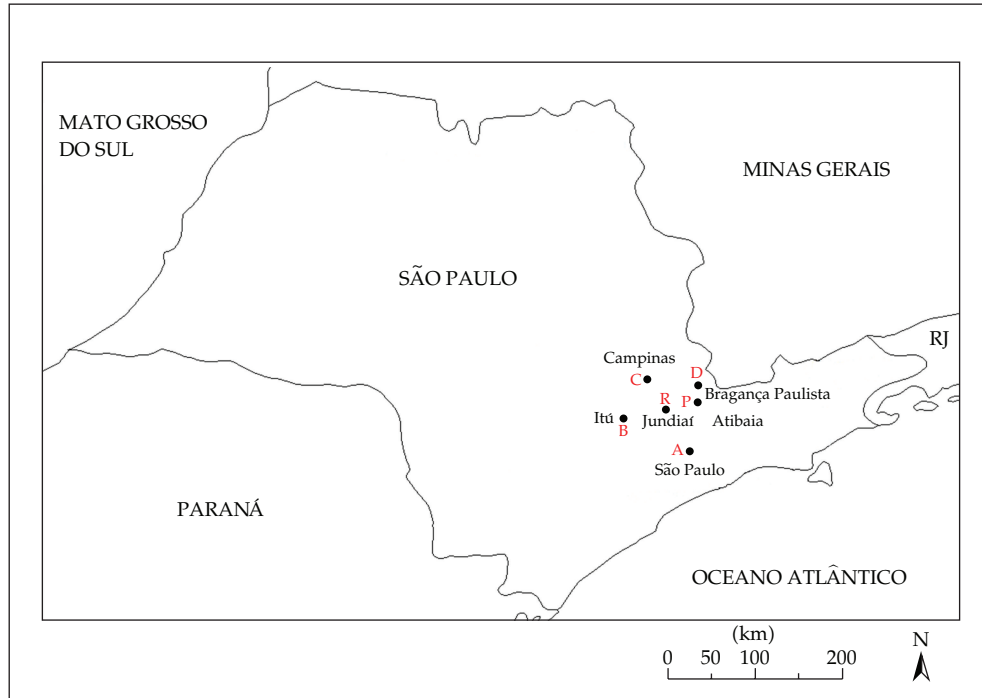 MATO GROSSO
DO SUL
MINAS GERAIS
SÃO PAULO
RJ
Campinas
C
D
Bragança Paulista
P
R
Itú
Jundiaí
Atibaia
B
A
São Paulo
PARANÁ
OCEANO ATLÂNTICO
(km)
0 50 100 200
N